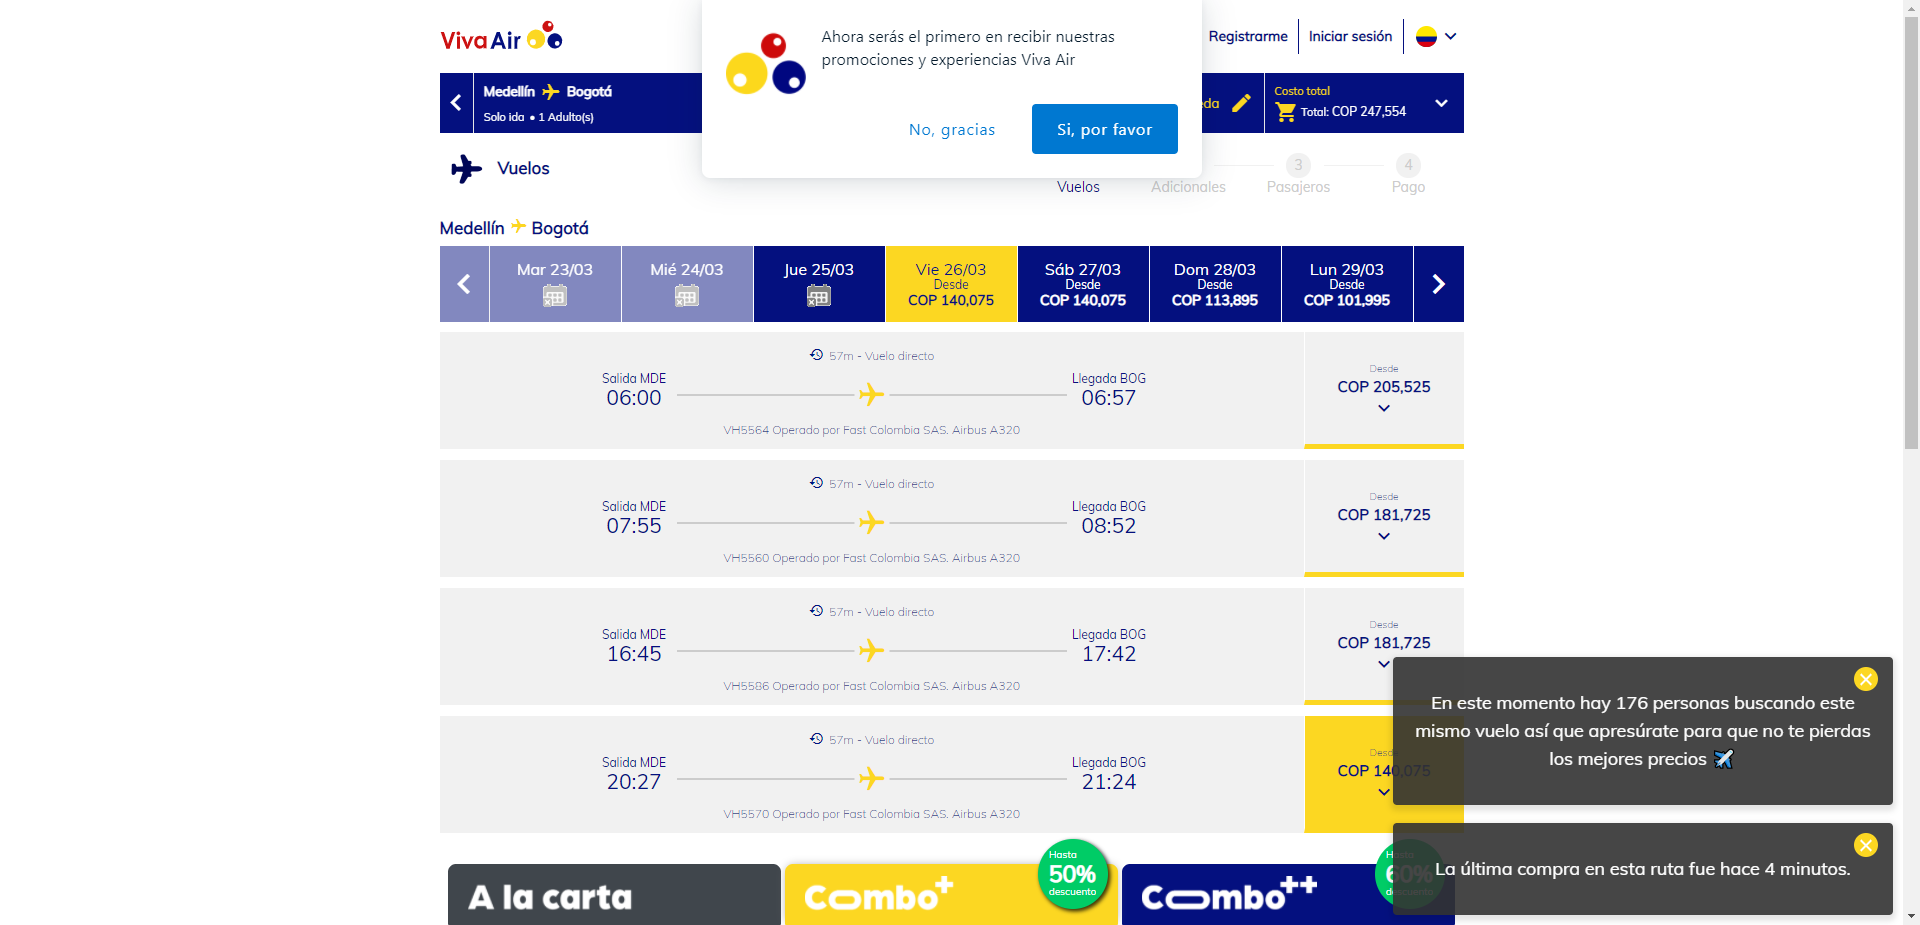 Viva Air
Ahora serás el primero en recibir nuestras
promociones y experiencias Viva Air
No, gracias
Si, por favor
Registrarme
Iniciar sesión
Medellín Bogotá
Solo ida • 1 Adulto(s)
Costo total
Total: COP 247,554
Vuelos
3
4
Vuelos
Adicionales
Pasajeros
Pago
Medellín Bogotá
Mar 23/03
Mié 24/03
Jue 25/03
Vie 26/03
Desde
COP 140,075
Sáb 27/03
Desde
COP 140,075
Dom 28/03
Desde
COP 113,895
Lun 29/03
Desde
COP 101,995
57m - Vuelo directo
Salida MDE
06:00
Llegada BOG
06:57
VH5564 Operado por Fast Colombia SAS. Airbus A320
Desde
COP 205,525
57m - Vuelo directo
Salida MDE
07:55
Llegada BOG
08:52
VH5560 Operado por Fast Colombia SAS. Airbus A320
Desde
COP 181,725
57m - Vuelo directo
Salida MDE
16:45
Llegada BOG
17:42
VH5586 Operado por Fast Colombia SAS. Airbus A320
Desde
COP 181,725
57m - Vuelo directo
Salida MDE
20:27
Llegada BOG
21:24
VH5570 Operado por Fast Colombia SAS. Airbus A320
Desde
COP 140,075
En este momento hay 176 personas buscando este
mismo vuelo así que apresúrate para que no te pierdas
los mejores precios
La última compra en esta ruta fue hace 4 minutos.
A la carta
Combo+
Hasta
50%
descuento
Combo++
Hasta
60%
descuento